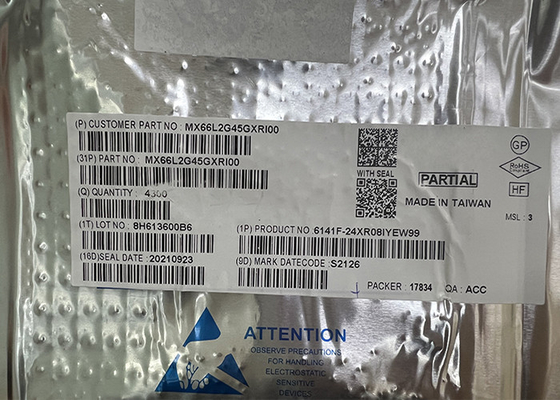 (P) CUSTOMER PART NO : MX66L2G45GXRI00
(31P) PART NO : MX66L2G45GXRI00
(Q) QUANTITY : 4300
WITH SEAL
PARTIAL
MADE IN TAIWAN
GP
RoHS
HF
MSL : 3
(1T) LOT NO : 8H613600B6
(1P) PRODUCT NO : 6141F-24XR08IYEW99
(16D)SEAL DATE : 20210923
(9D) MARK DATECODE : S2126
PACKER : 17834 QA : ACC
ATTENTION
OBSERVE PRECAUTIONS
FOR HANDLING
ELECTROSTATIC
SENSITIVE
DEVICES